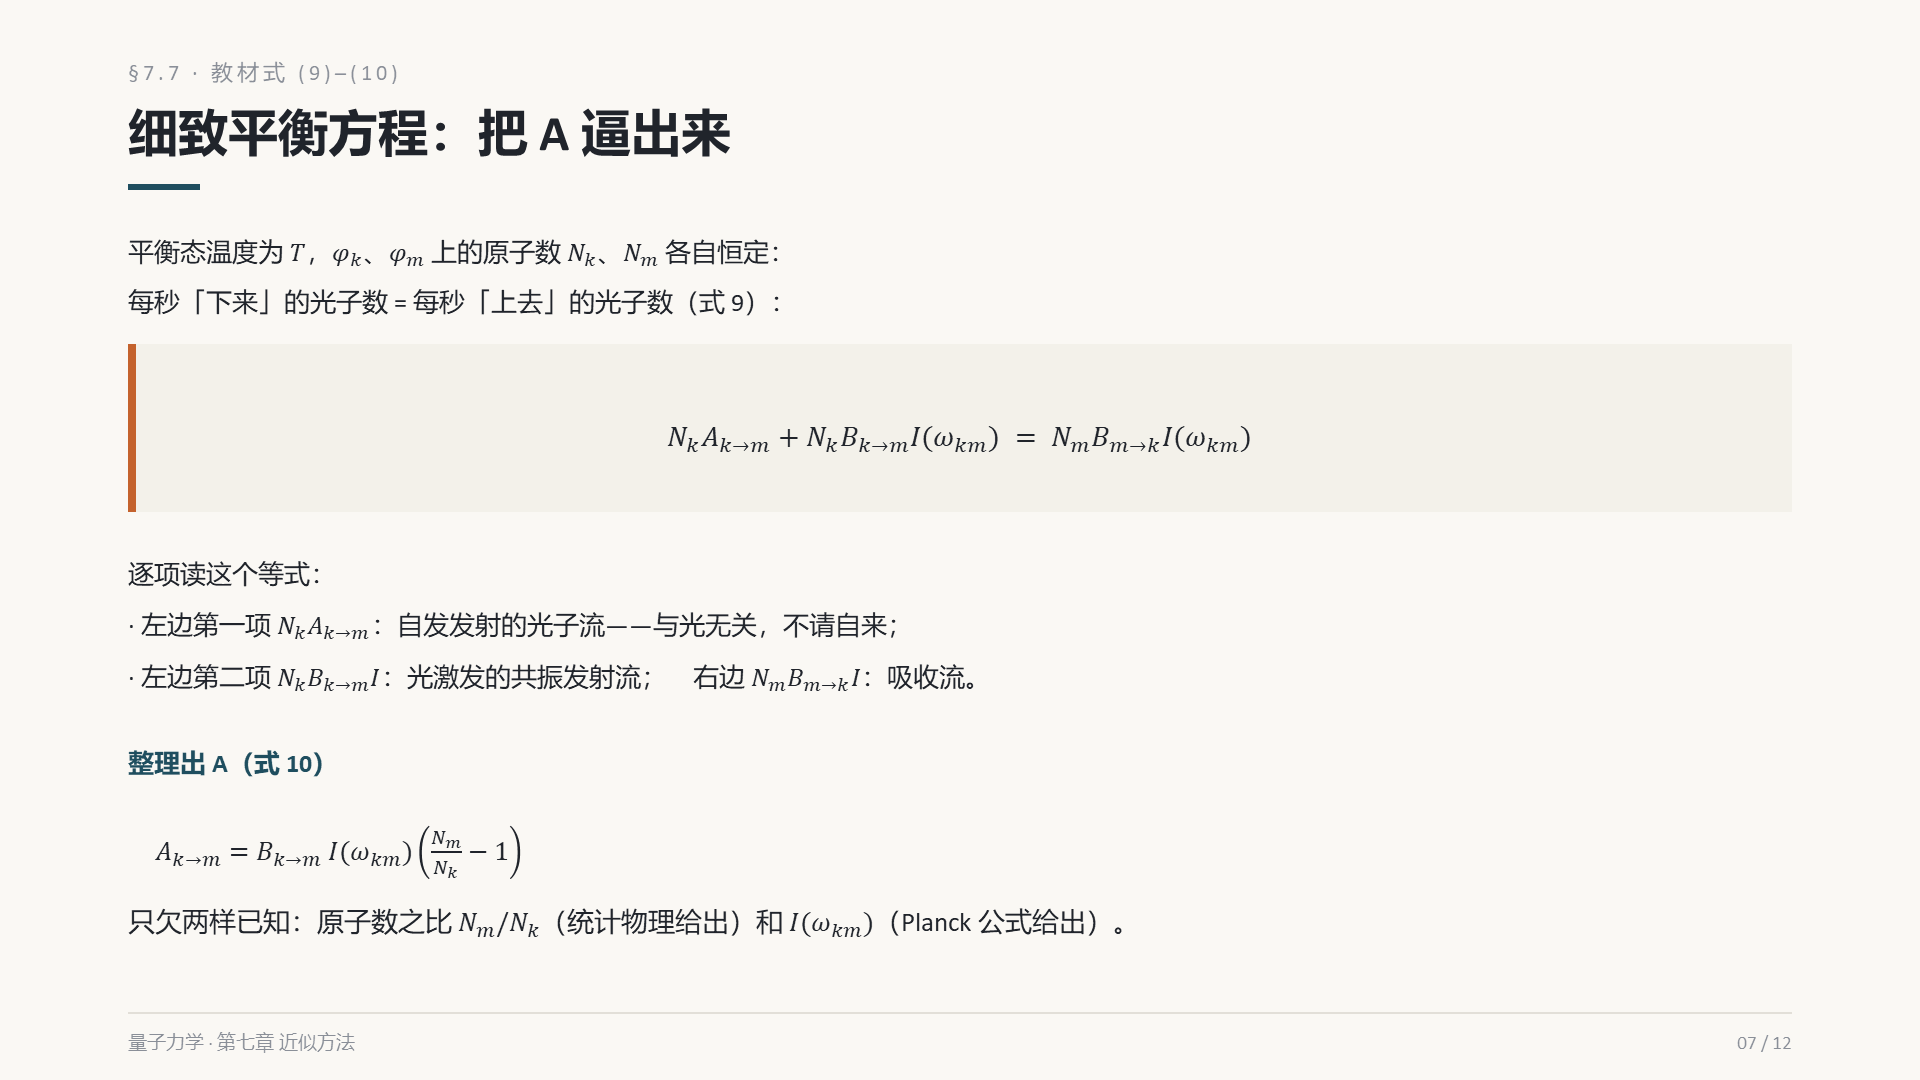 §7.7 · 教材式 (9)–(10)
细致平衡方程：把 A 逼出来
平衡态温度为 T，φ_k、φ_m 上的原子数 N_k、N_m 各自恒定：
每秒「下来」的光子数 = 每秒「上去」的光子数（式 9）：
N_k A_{k→m} + N_k B_{k→m} I(ω_{km}) = N_m B_{m→k} I(ω_{km})
逐项读这个等式：
· 左边第一项 N_k A_{k→m}：自发发射的光子流——与光无关，不请自来；
· 左边第二项 N_k B_{k→m} I：光激发的共振发射流； 右边 N_m B_{m→k} I：吸收流。
整理出 A（式 10）
A_{k→m} = B_{k→m} I(ω_{km}) (N_m/N_k − 1)
只欠两样已知：原子数之比 N_m/N_k（统计物理给出）和 I(ω_{km})（Planck 公式给出）。
量子力学 · 第七章 近似方法
07 / 12